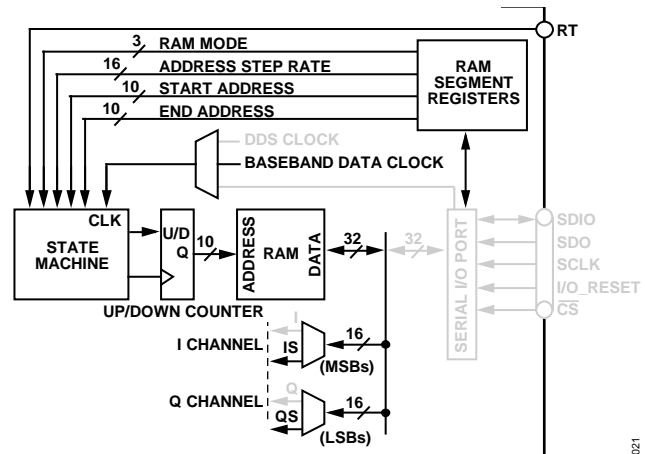 RT
3 RAM MODE
16 ADDRESS STEP RATE
10 START ADDRESS
10 END ADDRESS
RAM
SEGMENT
REGISTERS
DDS CLOCK
BASEBAND DATA CLOCK
CLK
STATE
MACHINE
U/D
Q
10
ADDRESS
RAM
DATA
32
32
SERIAL I/O PORT
SDIO
SDO
SCLK
I/O_RESET
CS
UP/DOWN COUNTER
I
I CHANNEL
IS
16
(MSBs)
Q
Q CHANNEL
QS
16
(LSBs)
021